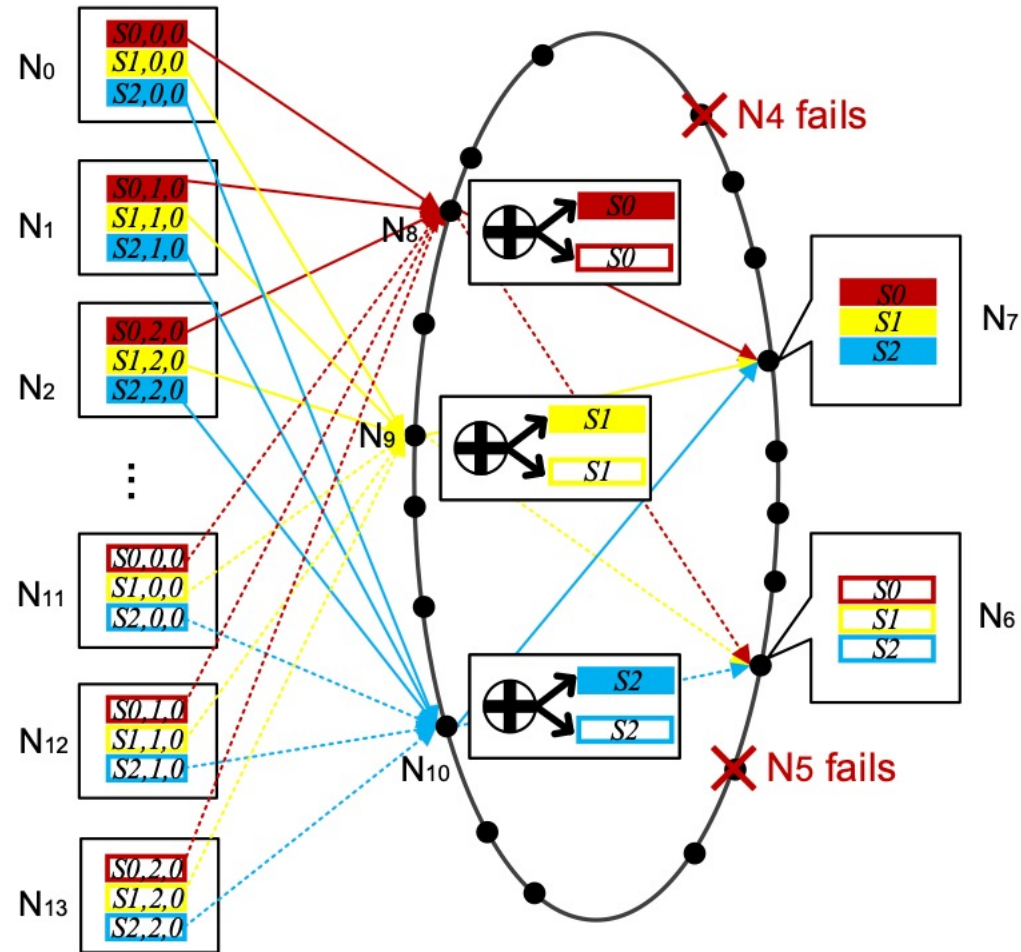 N0
S0,0,0
S1,0,0
S2,0,0
N1
S0,1,0
S1,1,0
S2,1,0
N2
S0,2,0
S1,2,0
S2,2,0
⋮
N11
S0,0,0
S1,0,0
S2,0,0
N12
S0,1,0
S1,1,0
S2,1,0
N13
S0,2,0
S1,2,0
S2,2,0
N8
S0
S0
N9
S1
S1
N10
S2
S2
N4 fails
N7
S0
S1
S2
N6
S0
S1
S2
N5 fails